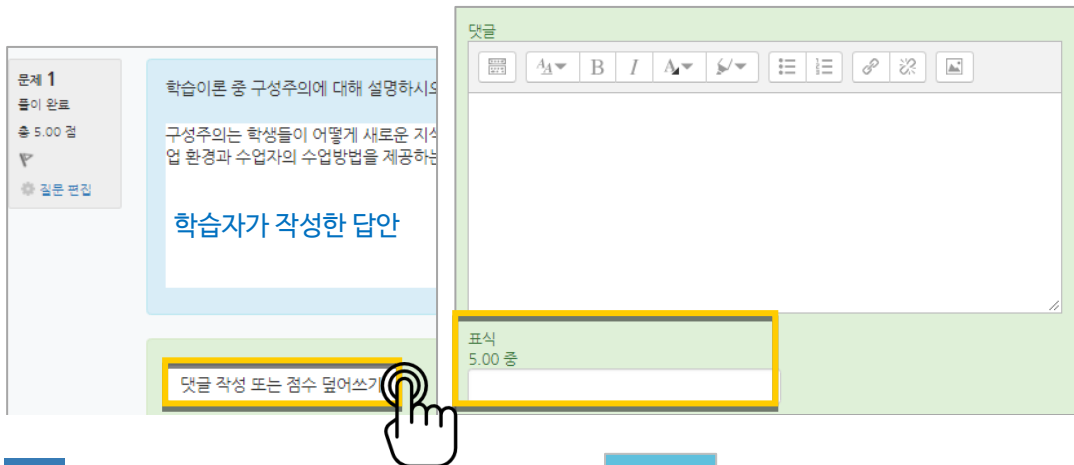 문제 1
풀이 완료
총 5.00 점
질문 편집
학습이론 중 구성주의에 대해 설명하시오
구성주의는 학생들이 어떻게 새로운 지식
업 환경과 수업자의 수업방법을 제공하는
학습자가 작성한 답안
댓글 작성 또는 점수 덮어쓰기
댓글
B I
표식
5.00 중